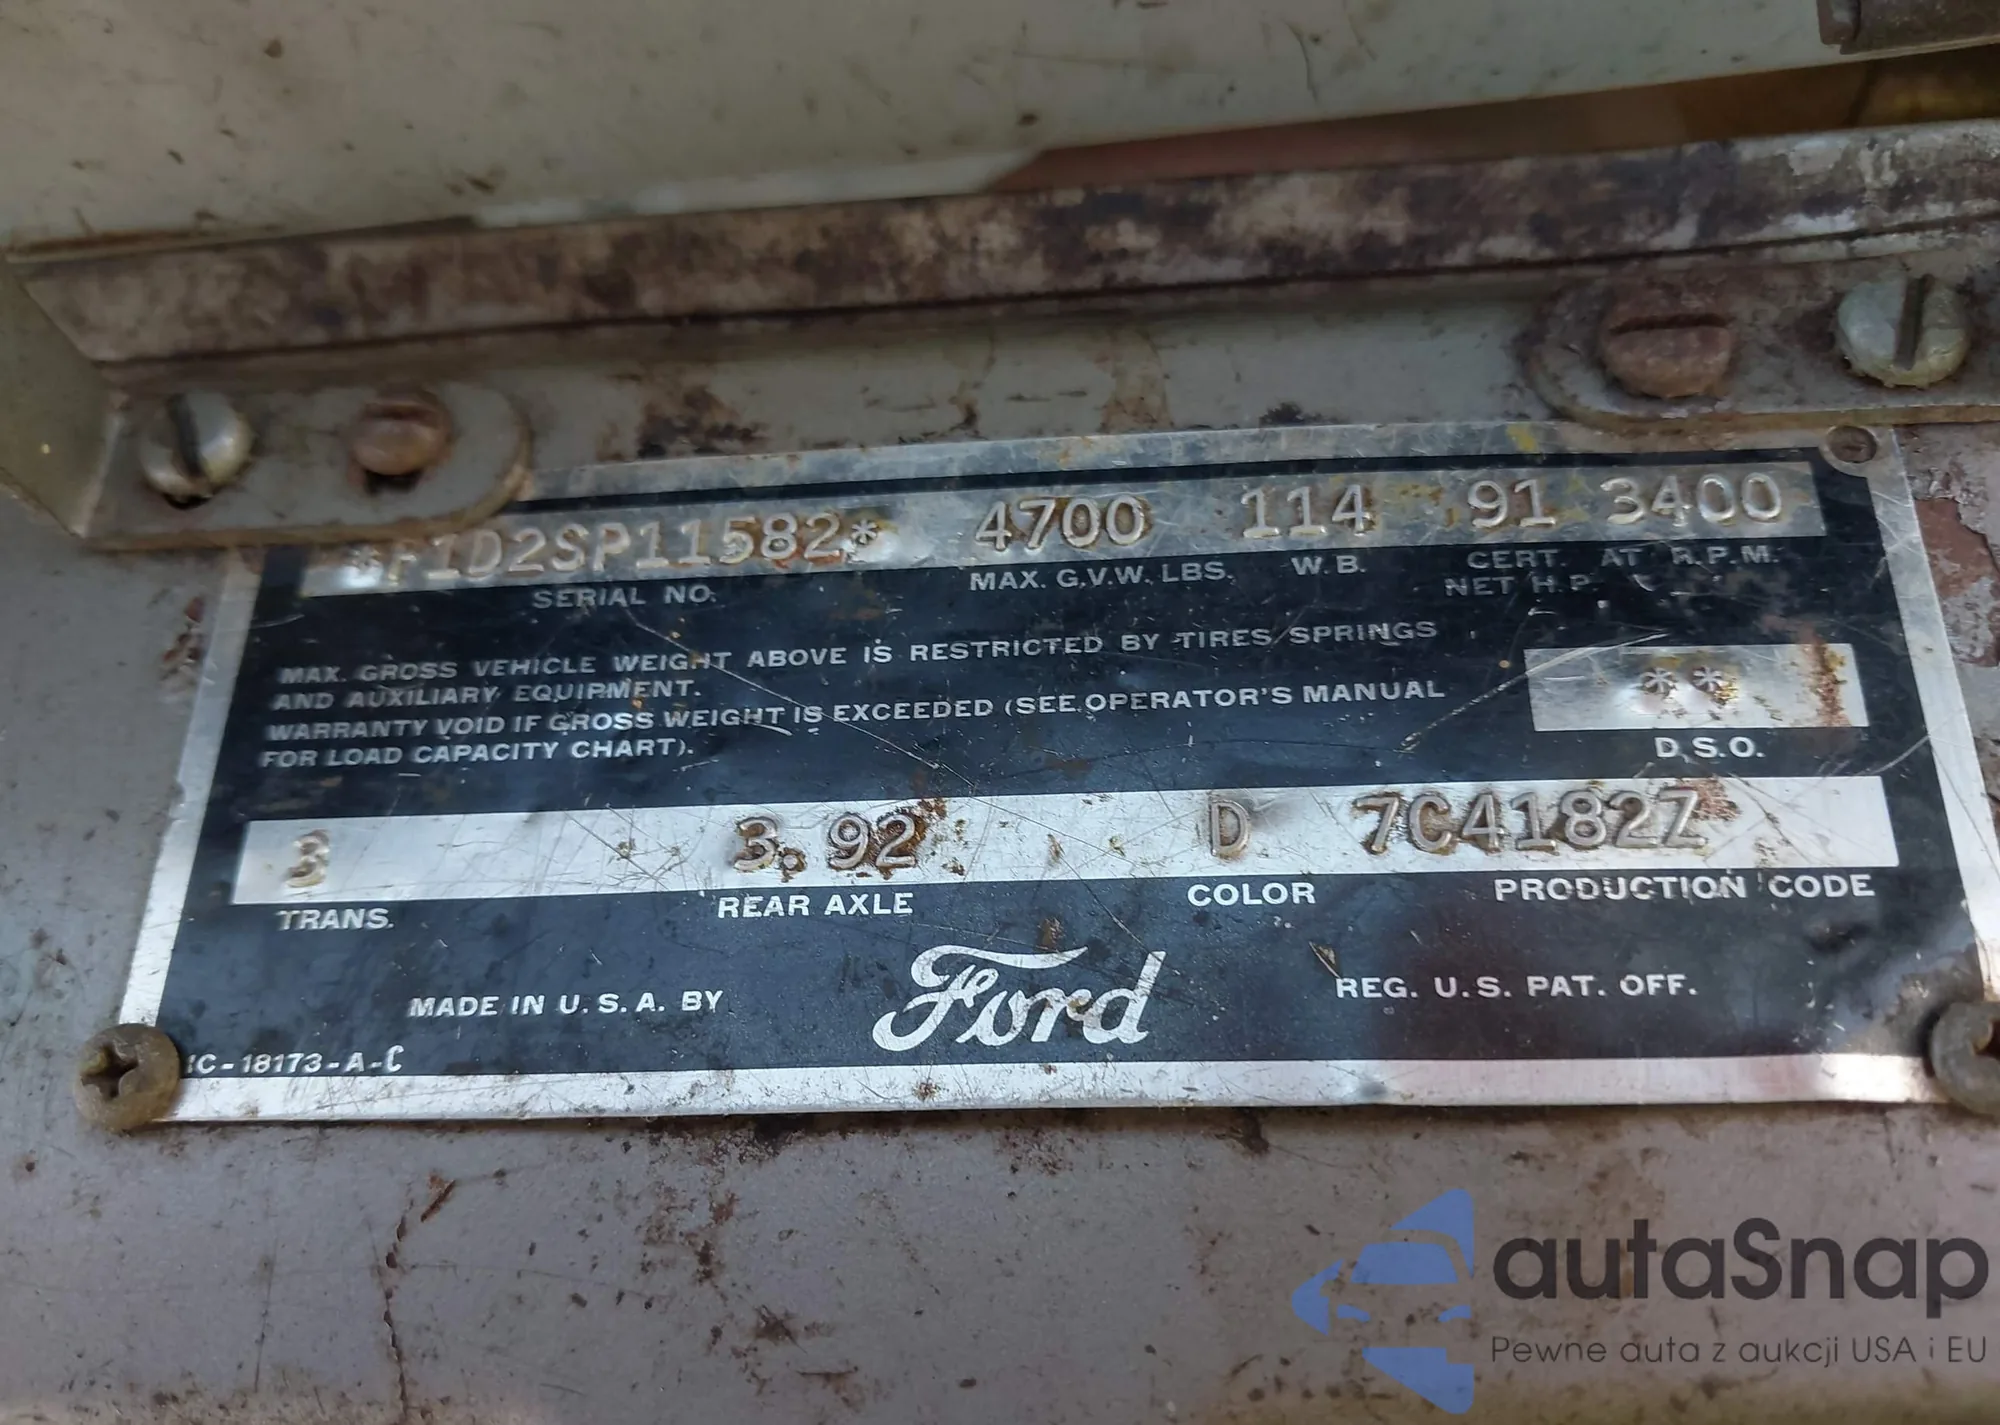 *F1D2SP11582* 4700 114 91 3400
SERIAL NO. MAX. G.V.W. LBS. W.B. CERT. AT R.P.M.
NET H.P.
MAX. GROSS VEHICLE WEIGHT ABOVE IS RESTRICTED BY TIRES SPRINGS
AND AUXILIARY EQUIPMENT.
WARRANTY VOID IF GROSS WEIGHT IS EXCEEDED (SEE OPERATOR'S MANUAL
FOR LOAD CAPACITY CHART).
**
D.S.O.
3 3.92 D 7C4182Z
TRANS. REAR AXLE COLOR PRODUCTION CODE
MADE IN U.S.A. BY Ford REG. U.S. PAT. OFF.
1C-18173-A-C
autaSnap
Pewne auta z aukcji USA i EU